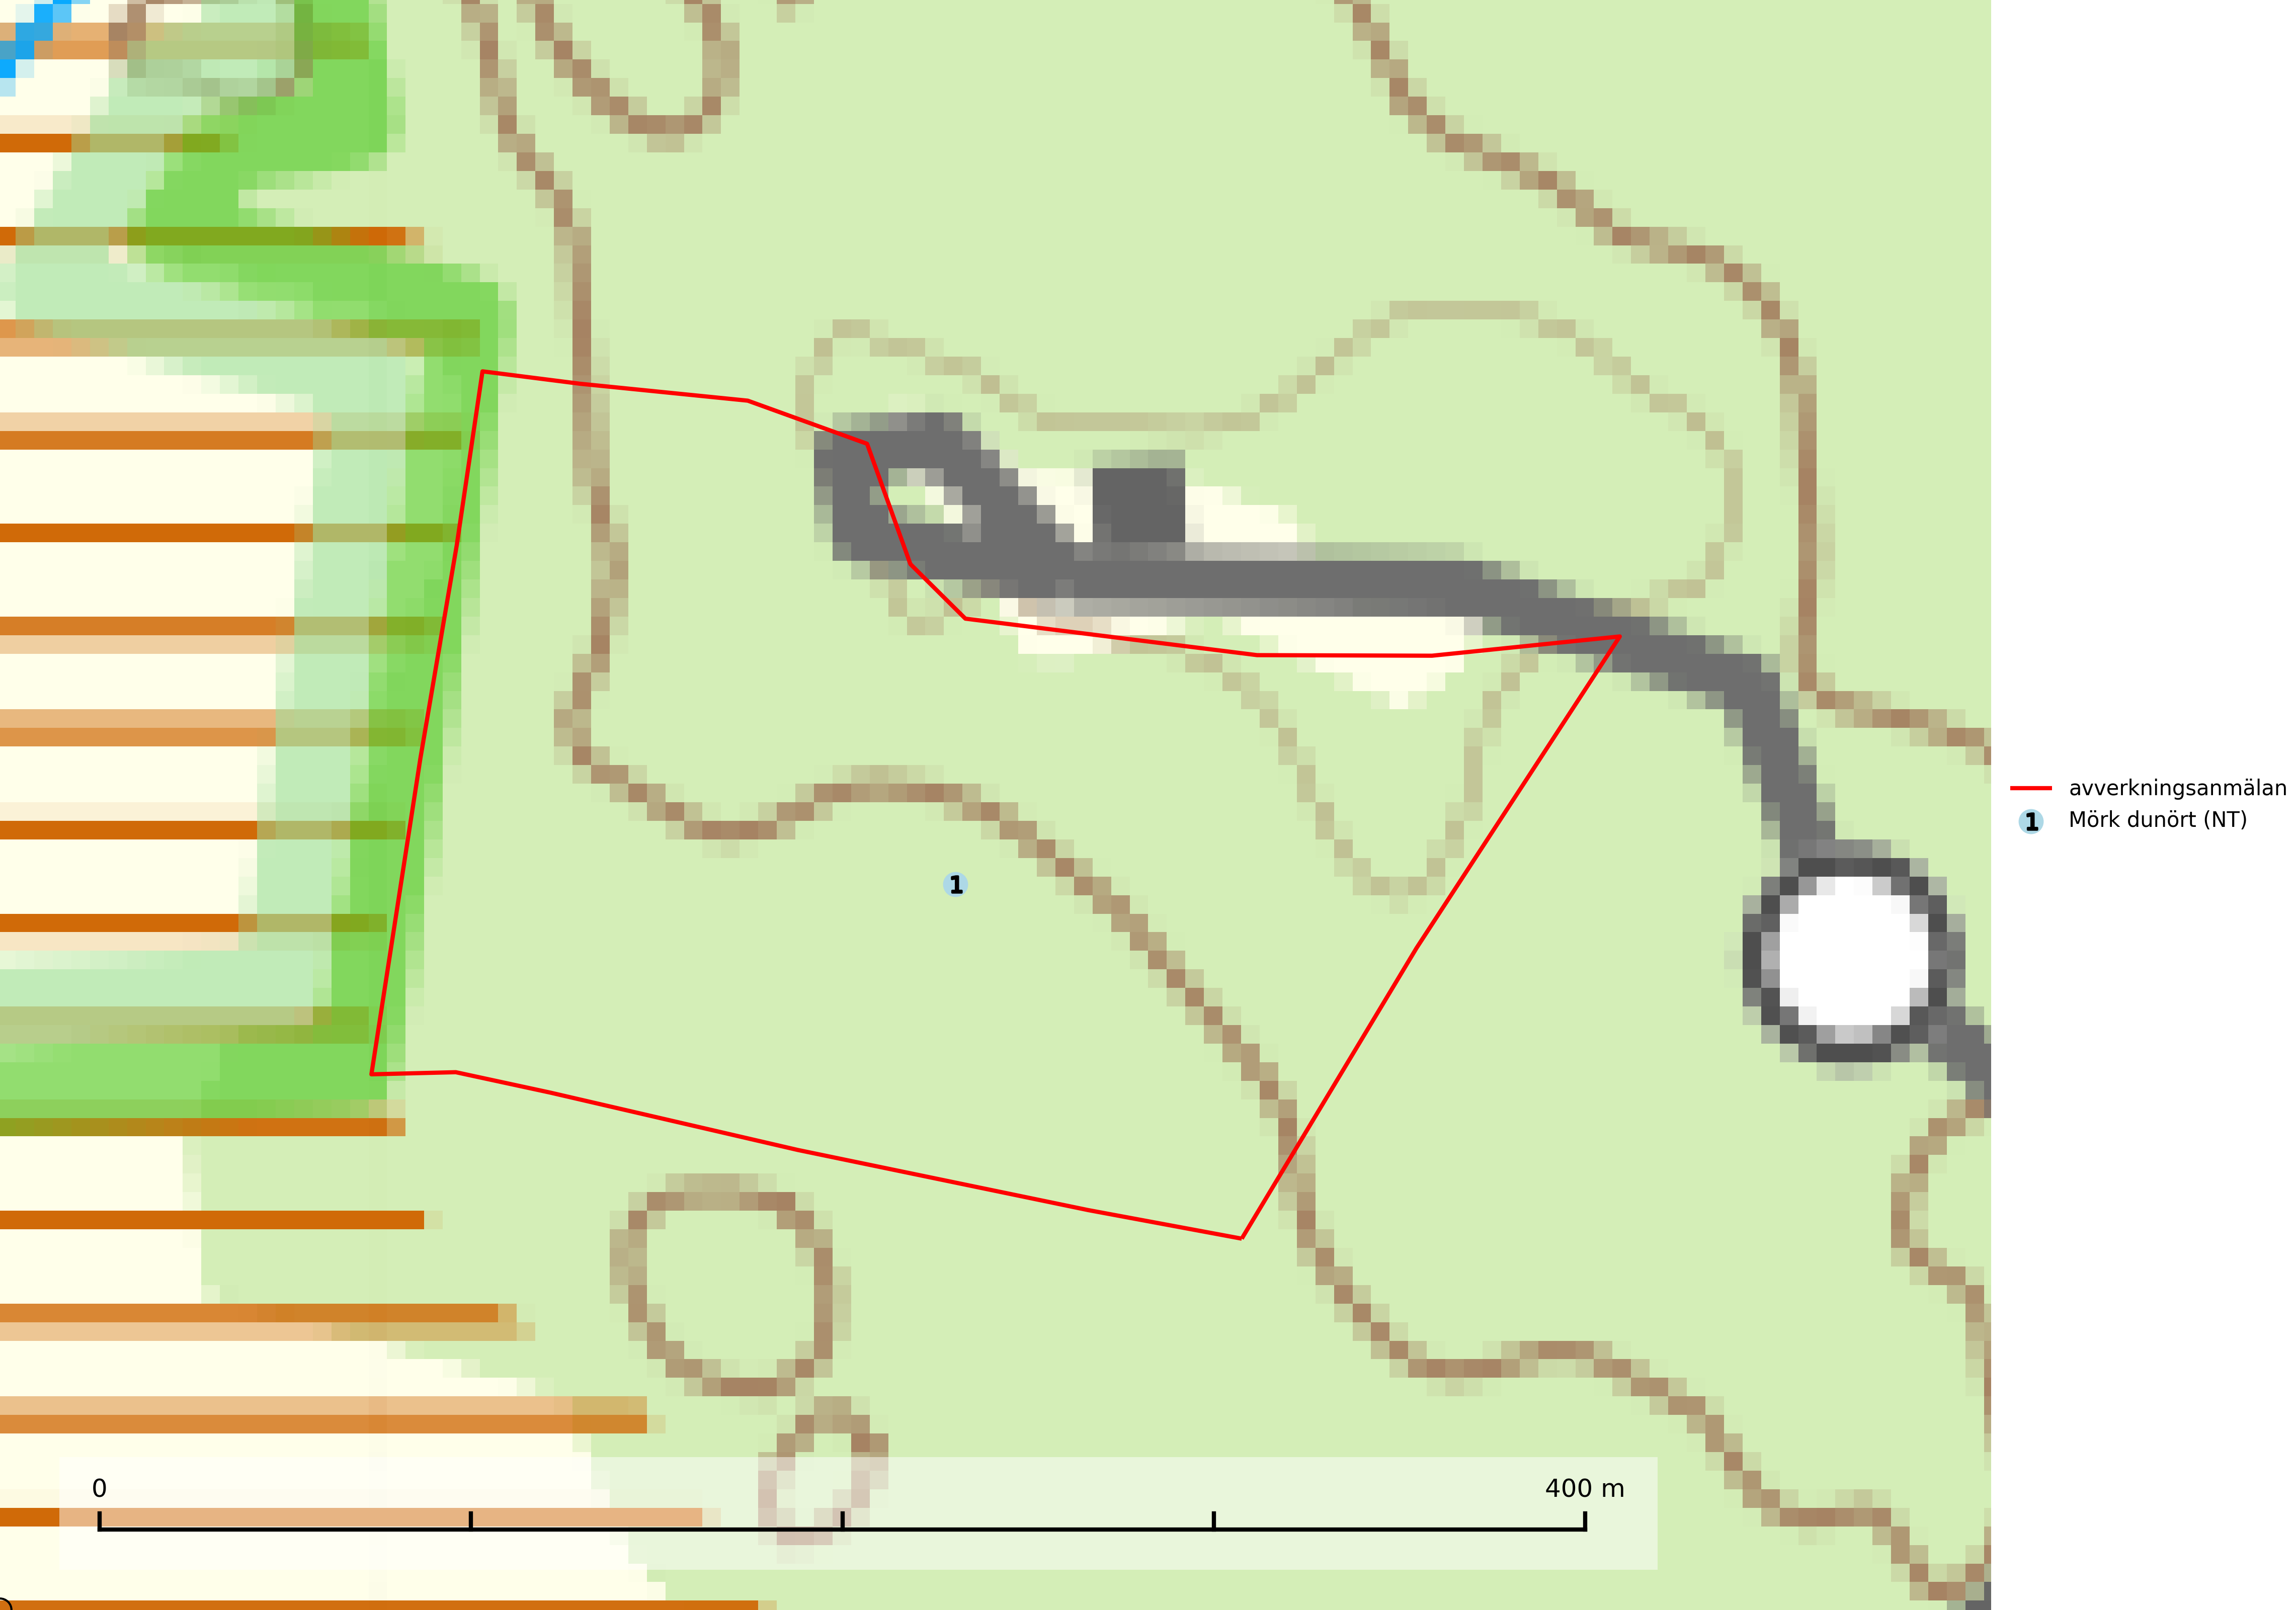 avverkningsanmälan
1 Mörk dunört (NT)
1
0 400 m